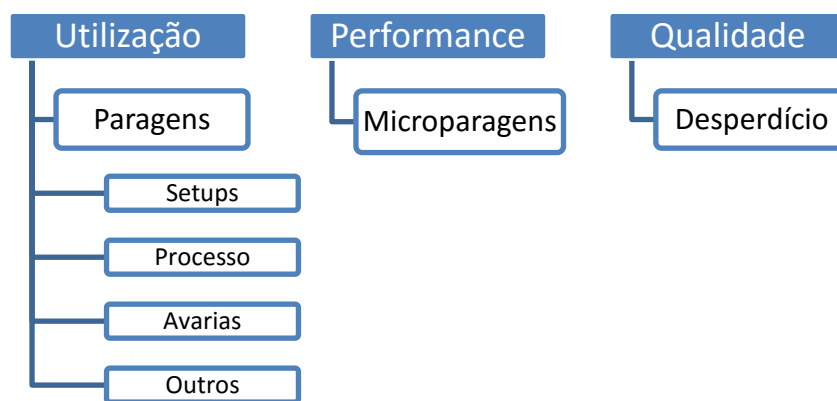 Utilização
Paragens
Setups
Processo
Avarias
Outros
Performance
Microparagens
Qualidade
Desperdício